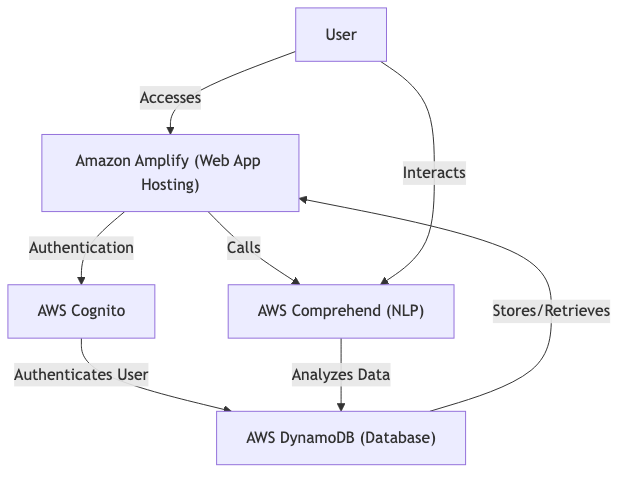 User
Accesses
Amazon Amplify (Web App
Hosting)
Interacts
Authentication
Calls
AWS Cognito
AWS Comprehend (NLP)
Stores/Retrieves
Authenticates User
Analyzes Data
AWS DynamoDB (Database)